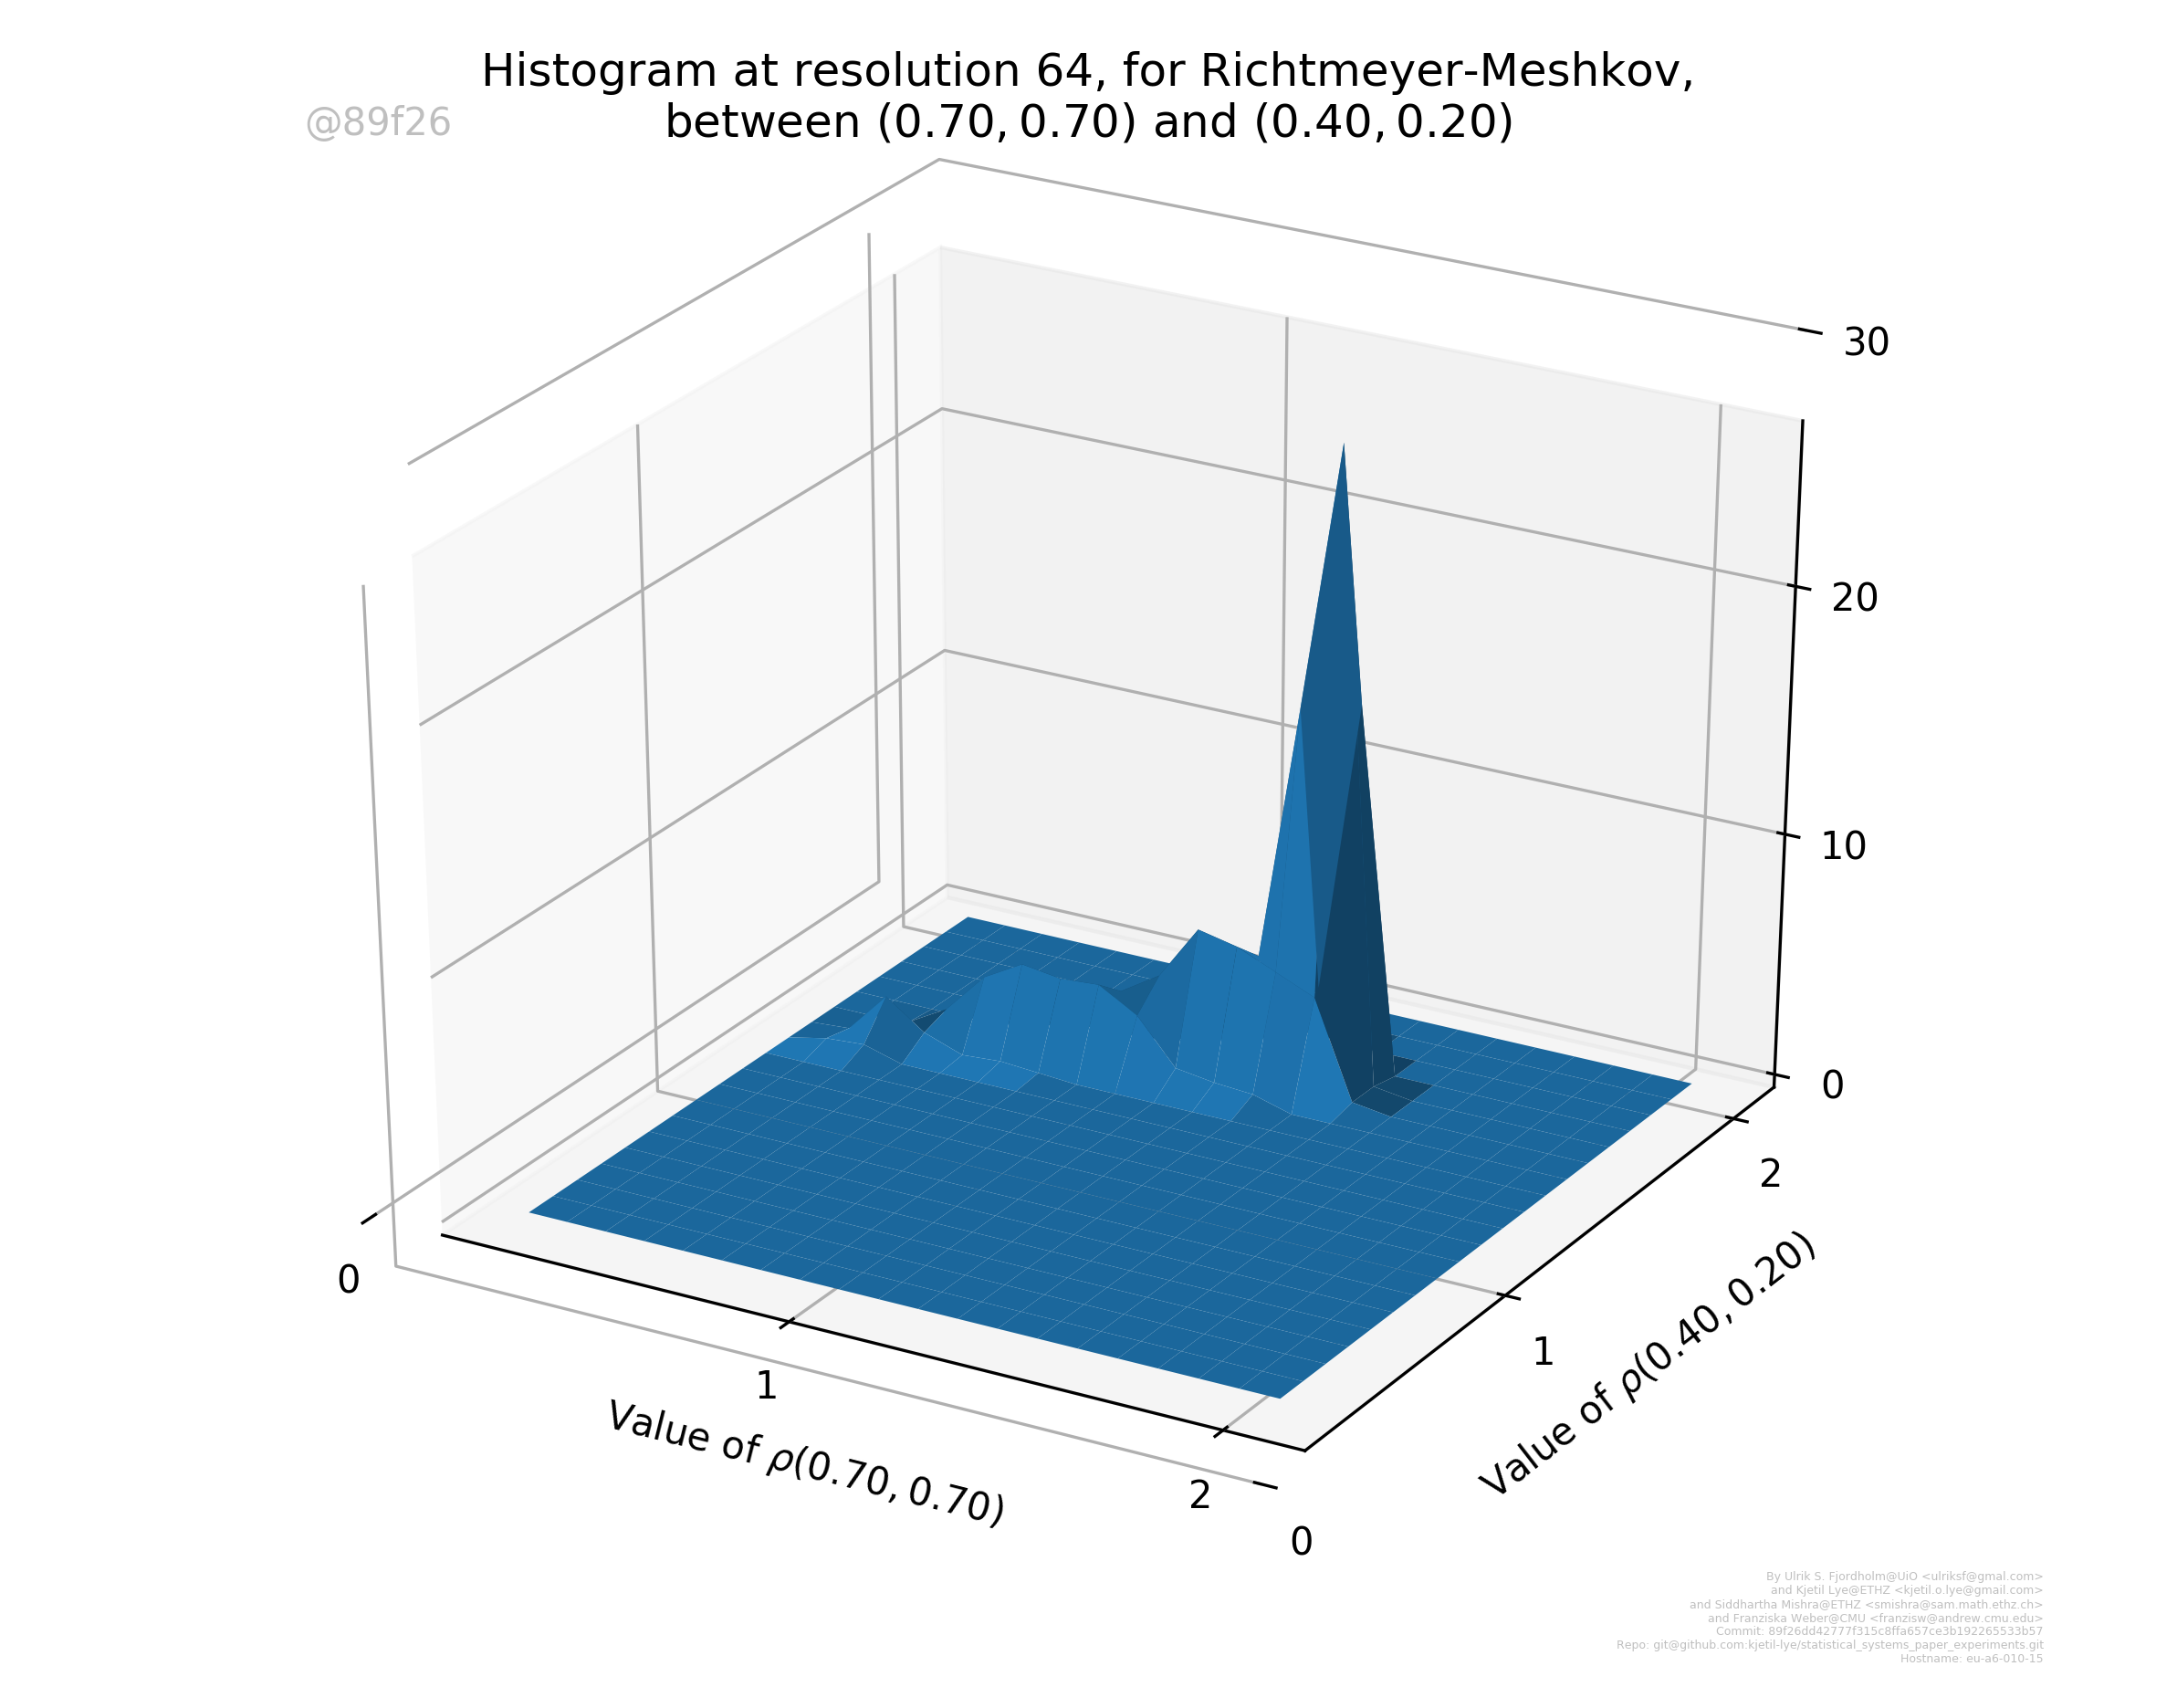 Histogram at resolution 64, for Richtmeyer-Meshkov,
between (0.70, 0.70) and (0.40, 0.20)
@89f26
30
20
10
0
2
1
0
0
1
2
Value of ρ(0.70, 0.70)
Value of ρ(0.40, 0.20)
By Ulrik S. Fjordholm@UiO <ulriksf@gmal.com>
and Kjetil Lye@ETHZ <kjetil.o.lye@gmail.com>
and Siddhartha Mishra@ETHZ <smishra@sam.math.ethz.ch>
and Franziska Weber@CMU <franzisw@andrew.cmu.edu>
Commit: 89f26dd42777f315c8ffa657ce3b192265533b57
Repo: git@github.com:kjetil-lye/statistical_systems_paper_experiments.git
Hostname: eu-a6-010-15